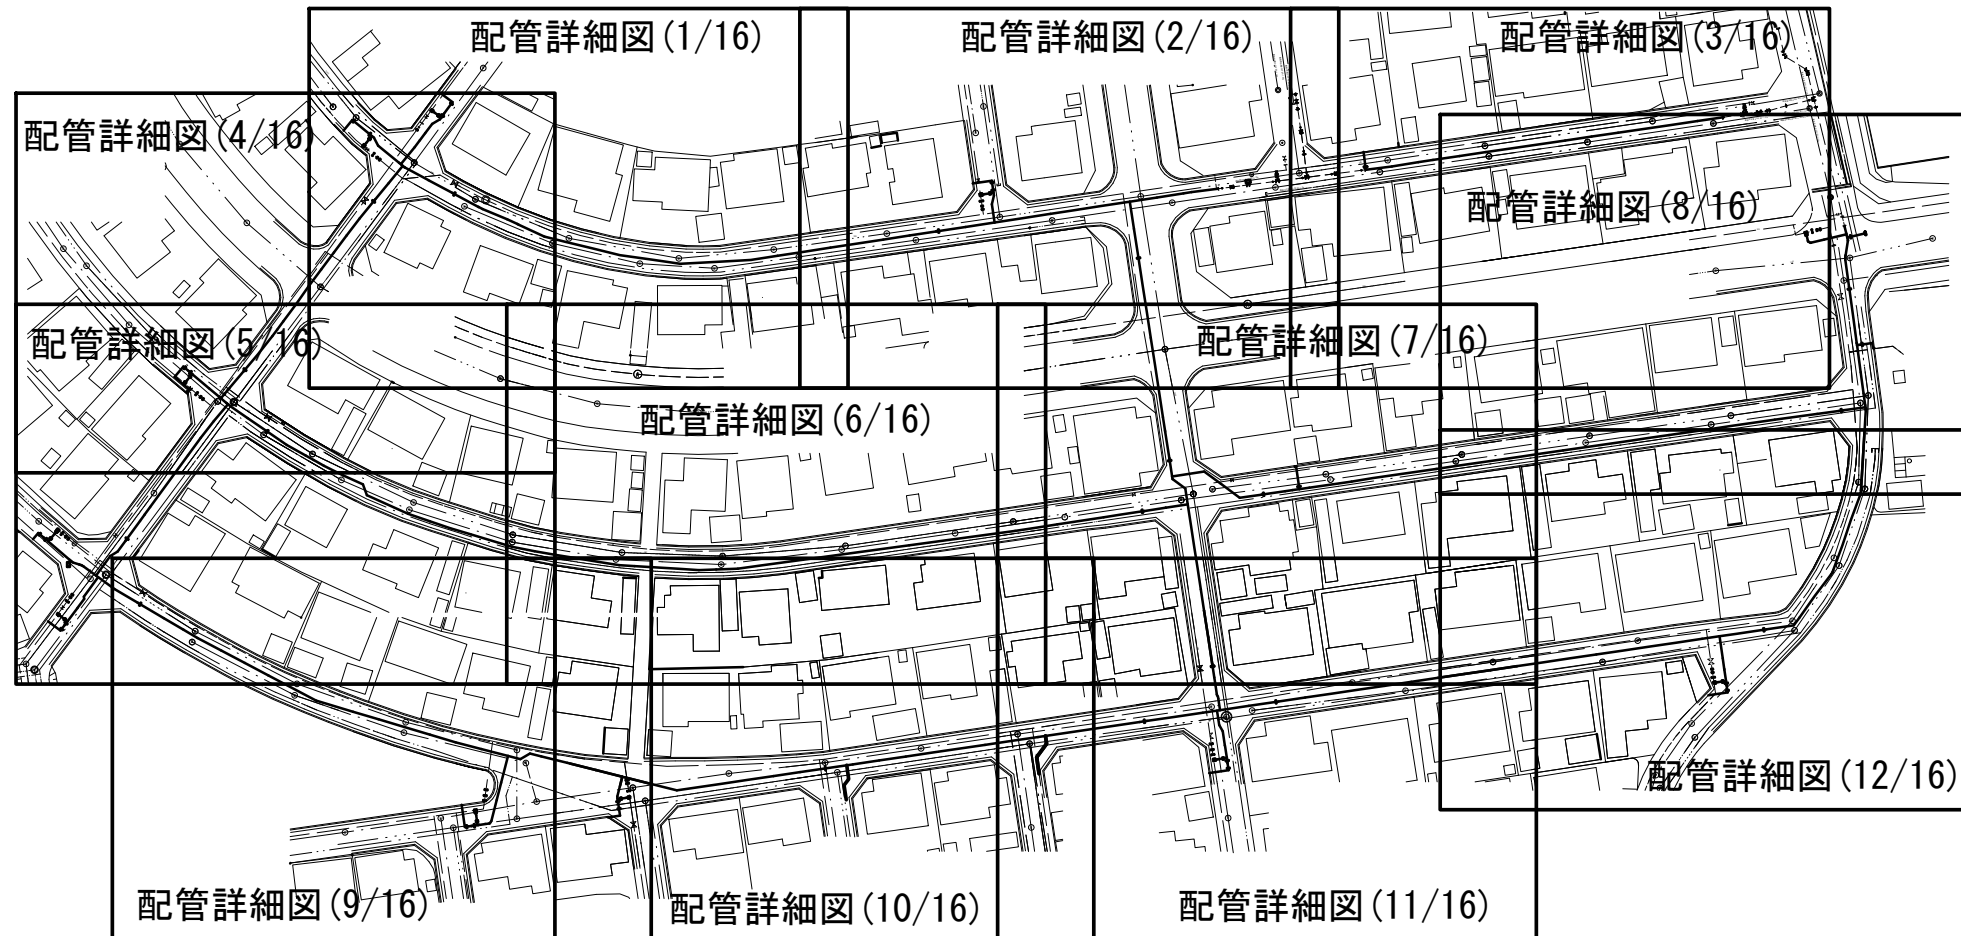 配管詳細図(1/16)
配管詳細図(2/16)
配管詳細図(3/16)
配管詳細図(4/16)
配管詳細図(8/16)
配管詳細図(5/16)
配管詳細図(7/16)
配管詳細図(6/16)
配管詳細図(12/16)
配管詳細図(9/16)
配管詳細図(10/16)
配管詳細図(11/16)